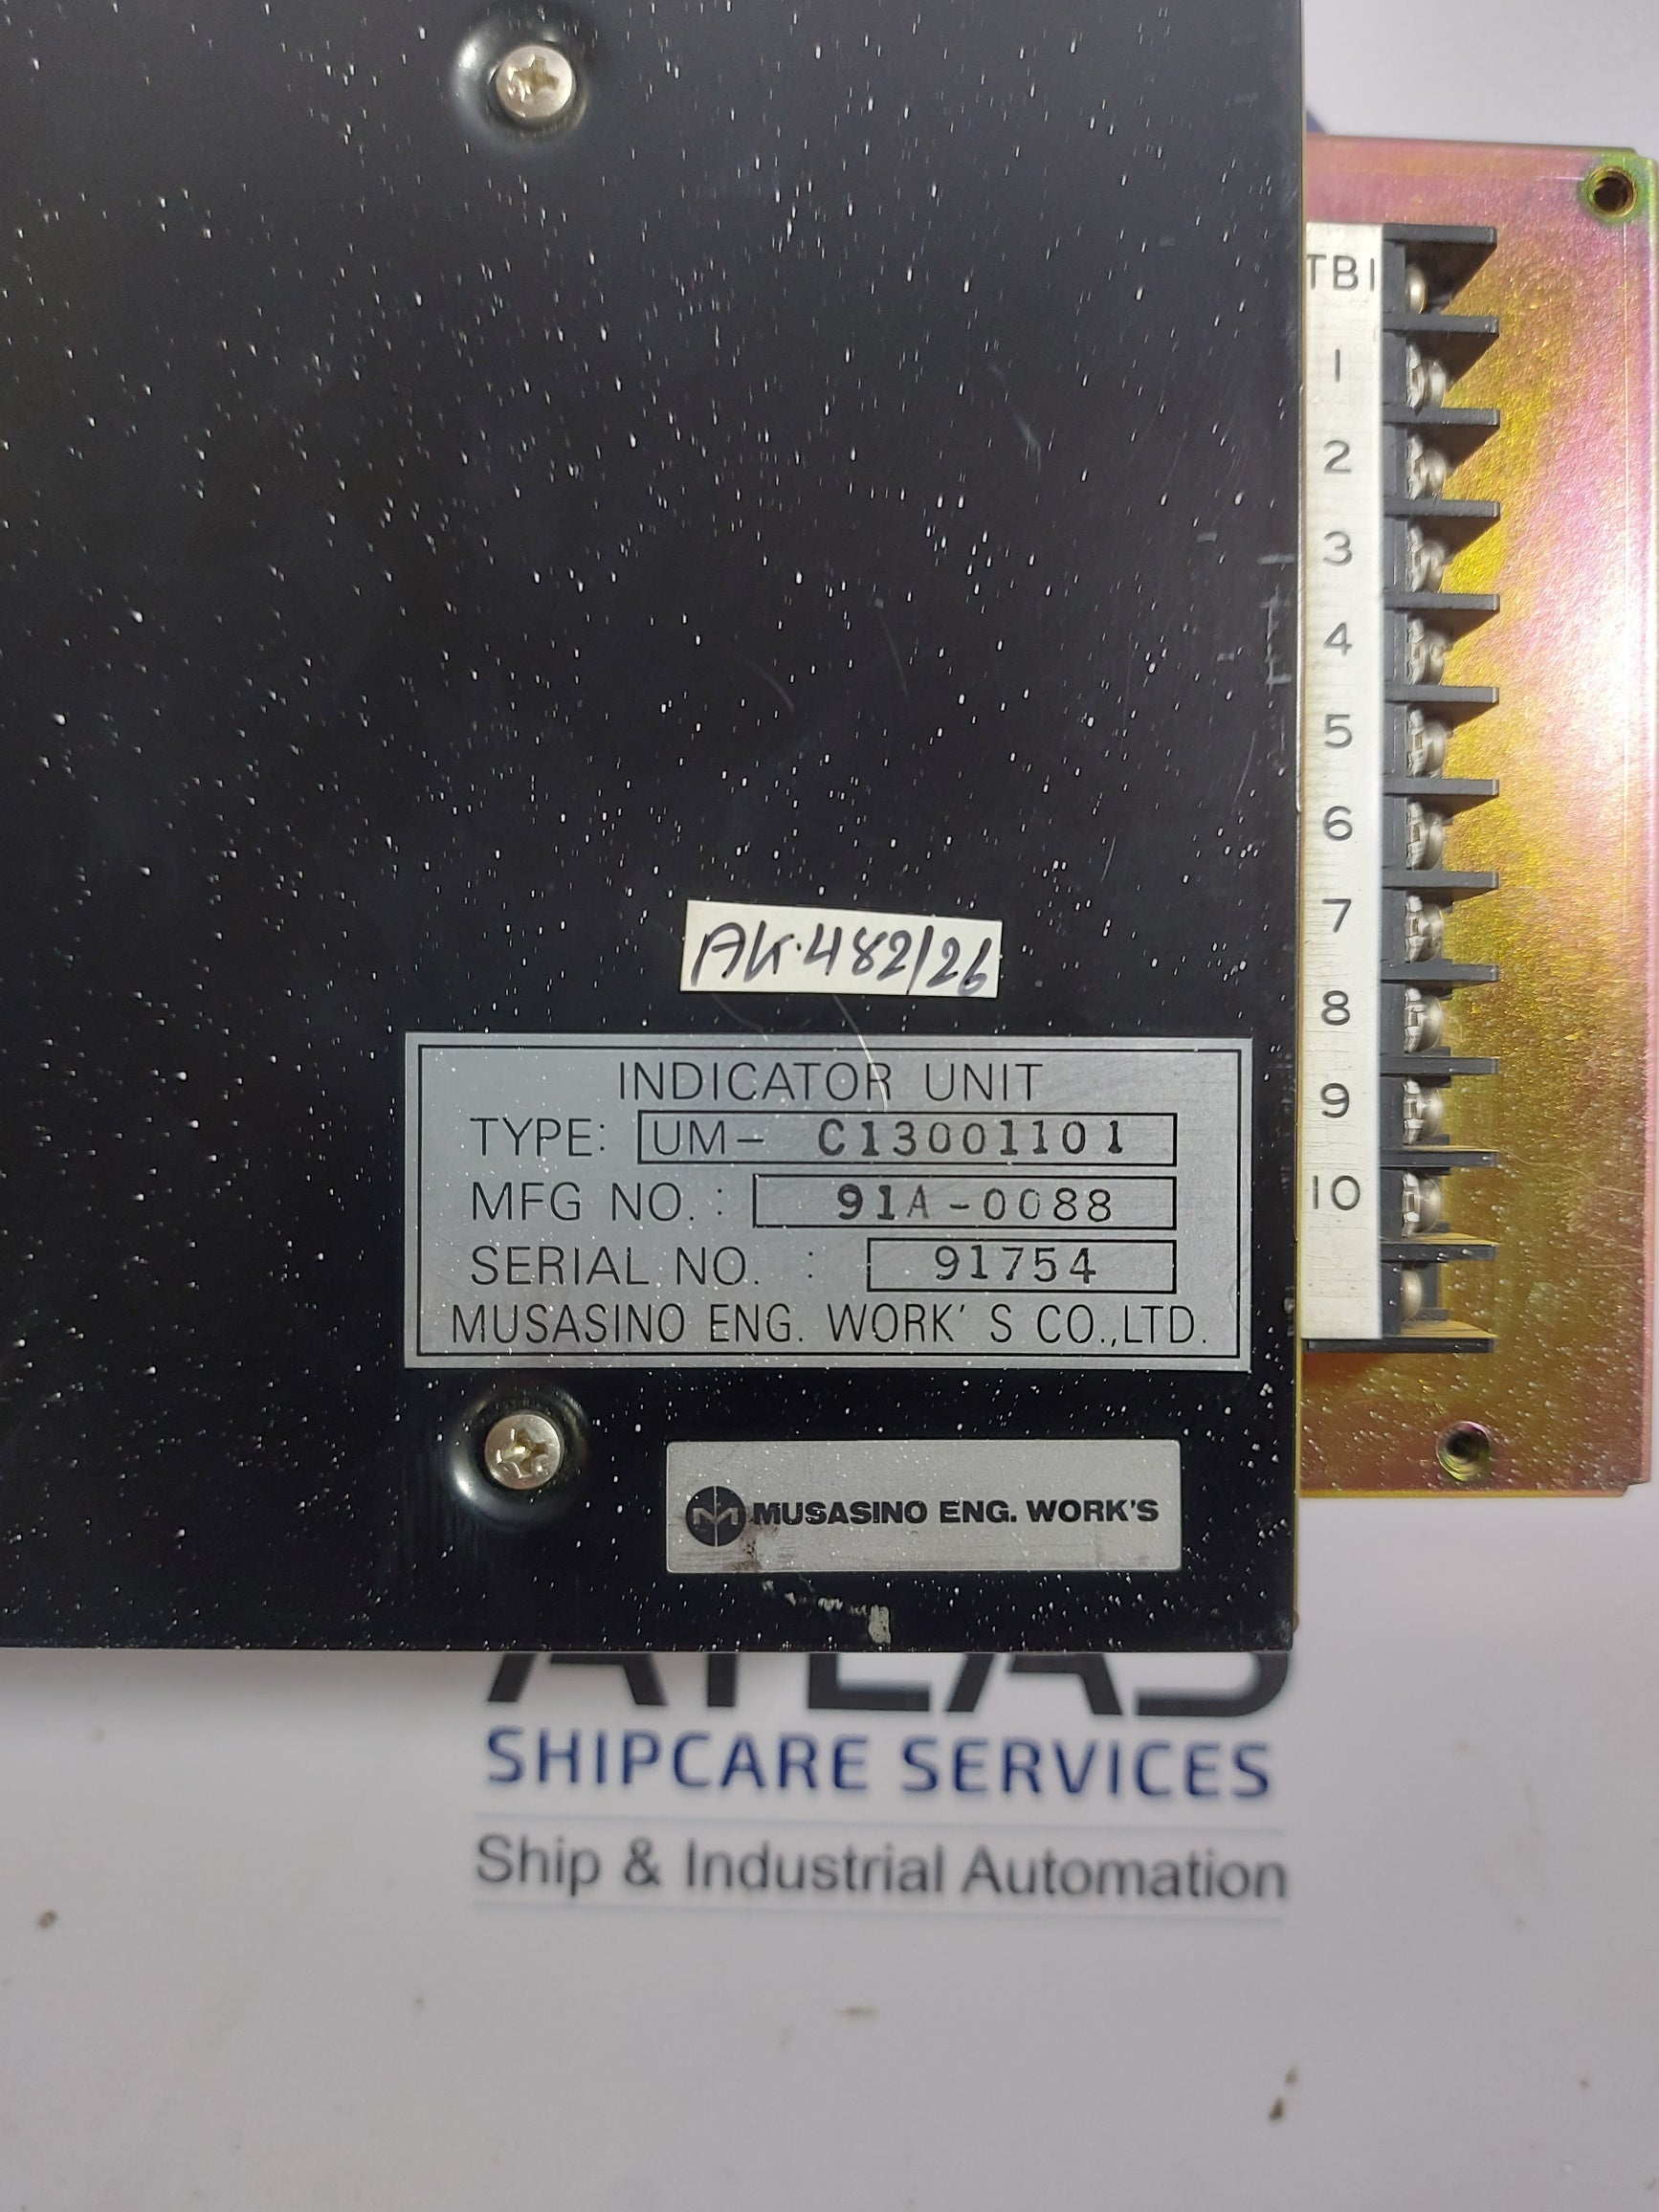 TB1
1
2
3
4
5
6
7
8
9
10
AK.482/26
INDICATOR UNIT
TYPE: UM- C13001101
MFG NO.: 91A-0088
SERIAL NO. : 91754
MUSASINO ENG. WORK'S CO.,LTD.
MUSASINO ENG. WORK'S
ATLAS
SHIPCARE SERVICES
Ship & Industrial Automation